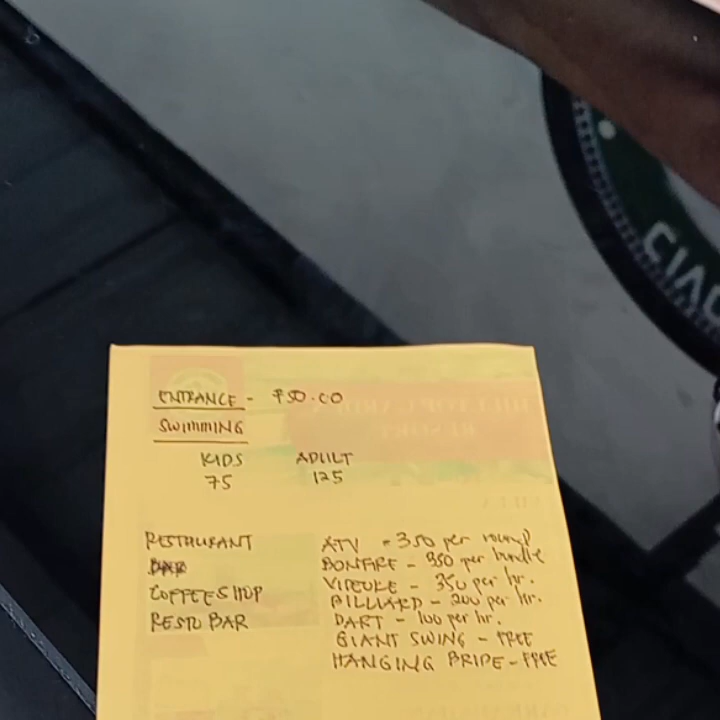 ENTRANCE - ₱50.00
SWIMMING
KIDS ADULT
75 125
RESTAURANT
BAR
COFFEE SHOP
RESTO BAR
ATV = 350 per round
BONFIRE - 350 per bundle
VIDEOKE - 350 per hr.
BILLIARD - 200 per hr.
DART - 100 per hr.
GIANT SWING - FREE
HANGING BRIDE - FREE